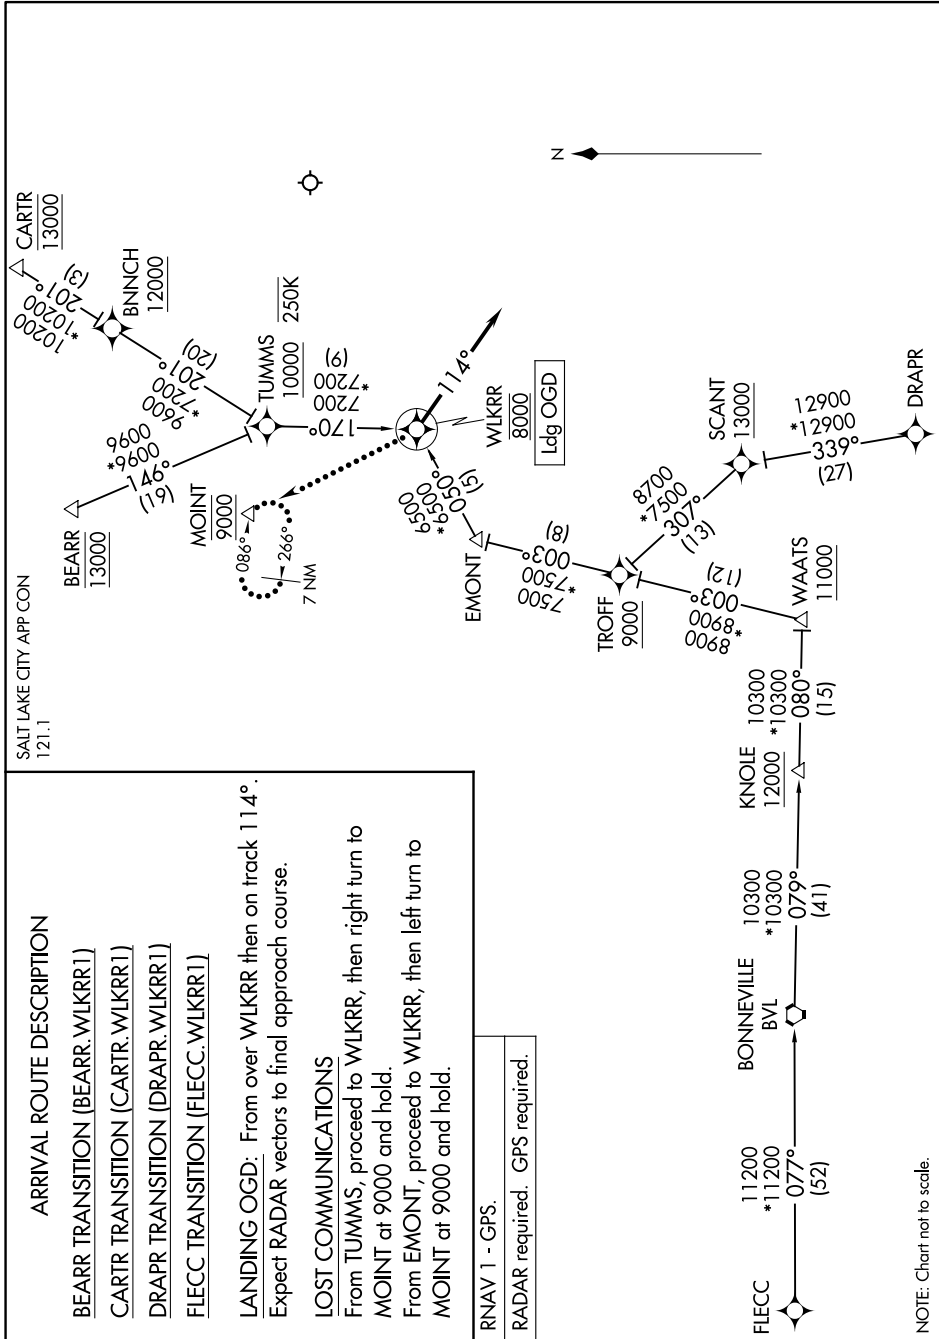 ARRIVAL ROUTE DESCRIPTION
BEARR TRANSITION (BEARR.WLKRR1)
CARTR TRANSITION (CARTR.WLKRR1)
DRAPR TRANSITION (DRAPR.WLKRR1)
FLECC TRANSITION (FLECC.WLKRR1)
LANDING OGD: From over WLKRR then on track 114°.
Expect RADAR vectors to final approach course.
LOST COMMUNICATIONS
From TUMMS, proceed to WLKRR, then right turn to
MOINT at 9000 and hold.
From EMONT, proceed to WLKRR, then left turn to
MOINT at 9000 and hold.
RNAV 1 - GPS.
RADAR required. GPS required.
SALT LAKE CITY APP CON
121.1
CARTR
13000
10200
*10200
201°
(3)
BNNCH
12000
9600
*7200
201°
(20)
BEARR
13000
9600
*9600
146°
(19)
TUMMS
10000
250K
7200
*7200
170°
(9)
MOINT
9000
086°
266°
7 NM
WLKRR
8000
Ldg OGD
114°
6500
*6500
050°
(5)
EMONT
7500
*7500
003°
(8)
TROFF
9000
8700
*7500
307°
(13)
SCANT
13000
12900
*12900
339°
(27)
DRAPR
8900
*8900
003°
(12)
WAATS
11000
10300
*10300
080°
(15)
KNOLE
12000
10300
*10300
079°
(41)
BONNEVILLE
BVL
11200
*11200
077°
(52)
FLECC
N
NOTE: Chart not to scale.